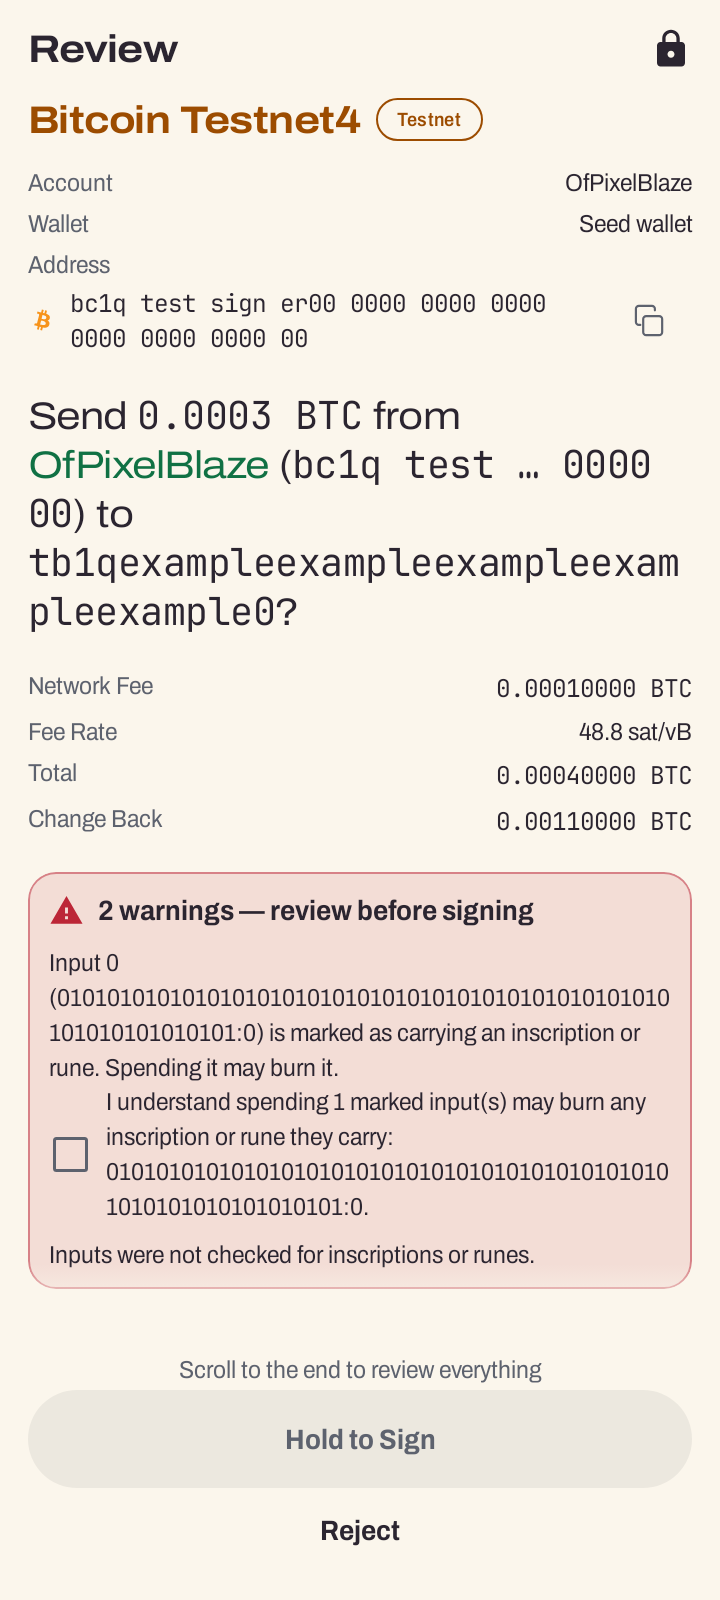 Review
Bitcoin Testnet4
Testnet
Account
OfPixelBlaze
Wallet
Seed wallet
Address
bc1q test sign er00 0000 0000 0000
0000 0000 0000 00
Send 0.0003 BTC from
OfPixelBlaze (bc1q test … 0000
00) to
tb1qexampleexampleexampleexam
pleexample0?
Network Fee
0.00010000 BTC
Fee Rate
48.8 sat/vB
Total
0.00040000 BTC
Change Back
0.00110000 BTC
2 warnings — review before signing
Input 0
(01010101010101010101010101010101010101010101010
10101010101010101:0) is marked as carrying an inscription or
rune. Spending it may burn it.
I understand spending 1 marked input(s) may burn any
inscription or rune they carry:
0101010101010101010101010101010101010101010
101010101010101010101:0.
Inputs were not checked for inscriptions or runes.
Scroll to the end to review everything
Hold to Sign
Reject